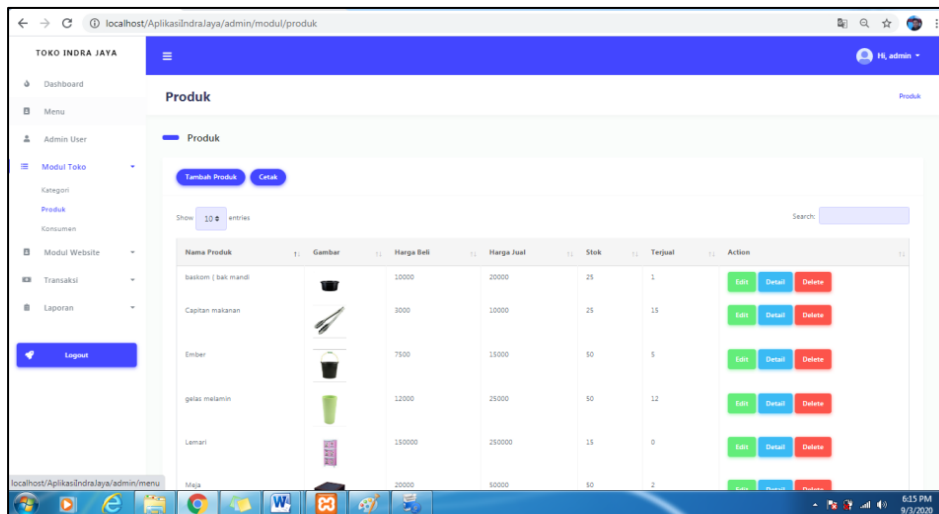 localhost/AplikasiIndraJaya/admin/modul/produk
TOKO INDRA JAYA
Hi, admin
Dashboard
Menu
Admin User
Modul Toko
Kategori
Produk
Konsumen
Modul Website
Transaksi
Laporan
Logout
Produk
Produk
Produk
Tambah Produk Cetak
Show 10 entries
Search:
Nama Produk Gambar Harga Beli Harga Jual Stok Terjual Action
baskom ( bak mandi 10000 20000 25 1 Edit Detail Delete
Capitan makanan 3000 10000 25 15 Edit Detail Delete
Ember 7500 15000 50 5 Edit Detail Delete
gelas melamin 12000 25000 50 12 Edit Detail Delete
Lemari 150000 250000 15 0 Edit Detail Delete
Meja 20000 50000 50 2 Edit Detail Delete
localhost/AplikasiIndraJaya/admin/menu
6:15 PM
9/3/2020